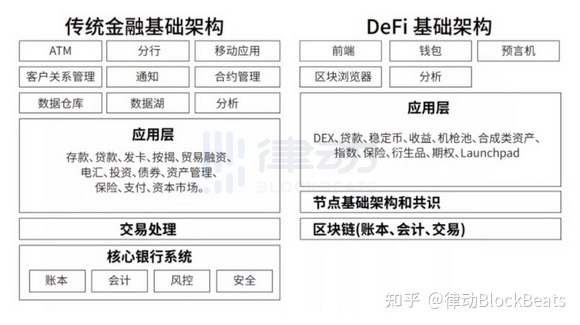 传统金融基础架构
ATM 分行 移动应用
客户关系管理 通知 合约管理
数据仓库 数据湖 分析
应用层
存款、贷款、发卡、按揭、贸易融资、
电汇、投资、债券、资产管理、
保险、支付、资本市场。
交易处理
核心银行系统
账本 会计 风控 安全
DeFi 基础架构
前端 钱包 预言机
区块浏览器 分析
应用层
DEX、贷款、稳定币、收益、机枪池、合成类资产、
指数、保险、衍生品、期权、Launchpad
节点基础架构和共识
区块链(账本、会计、交易)
律动
BLOCKBEATS
知乎 @律动BlockBeats